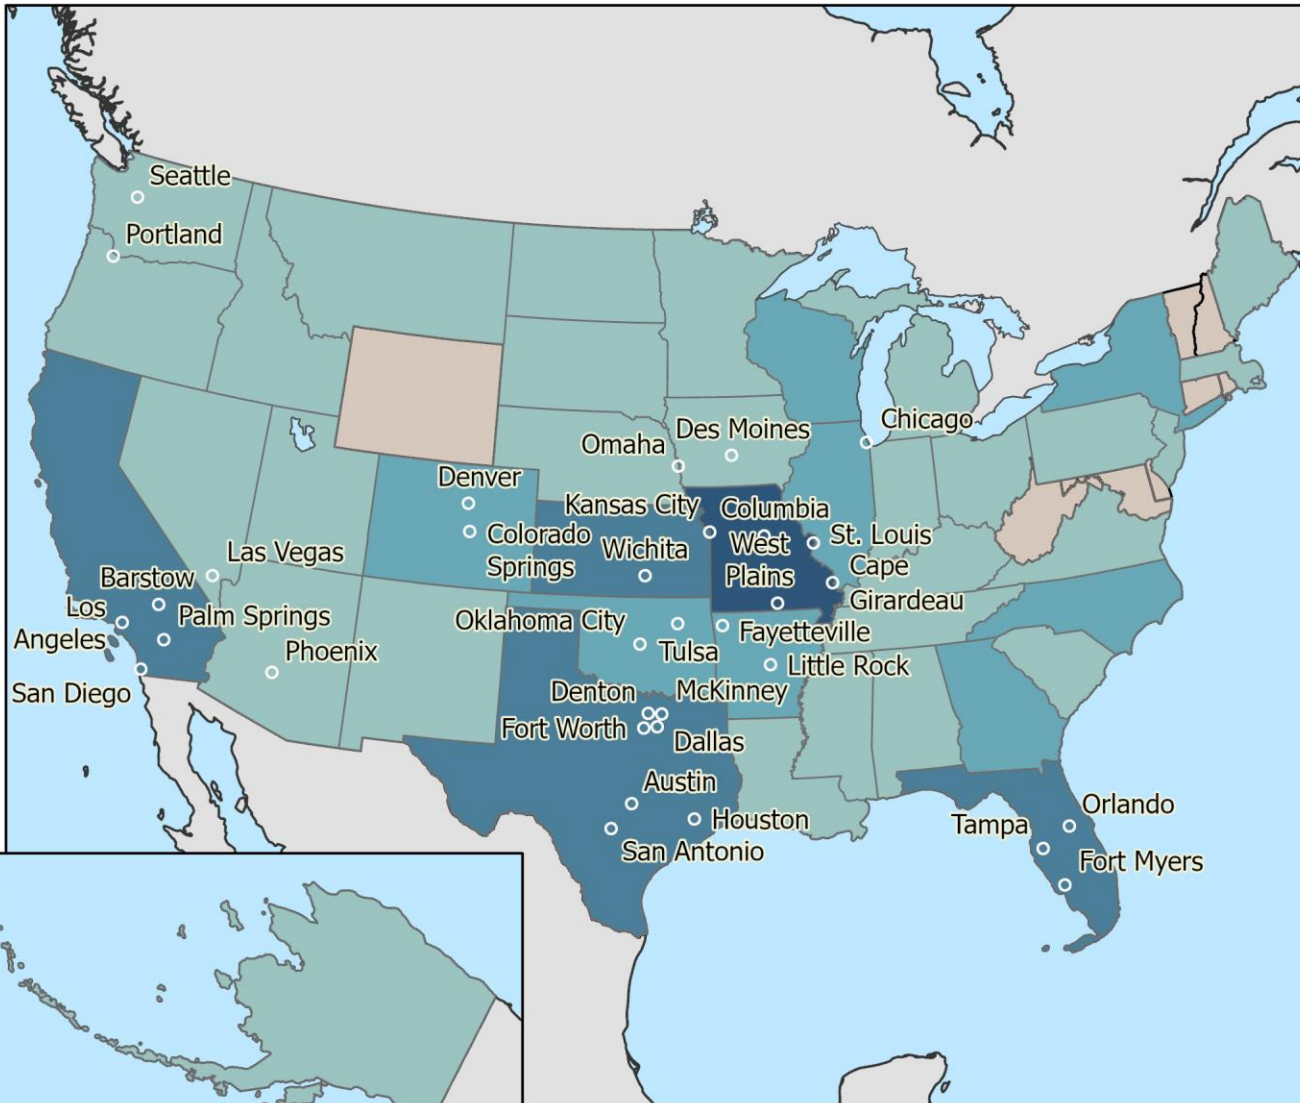 Seattle
Portland
Chicago
Des Moines
Omaha
Denver
Kansas City
Columbia
Colorado
Springs
Wichita
West
Plains
St. Louis
Las Vegas
Cape
Girardeau
Barstow
Los
Angeles
Palm Springs
Oklahoma City
Tulsa
Fayetteville
Phoenix
Little Rock
San Diego
Denton
McKinney
Fort Worth
Dallas
Austin
Houston
San Antonio
Orlando
Tampa
Fort Myers